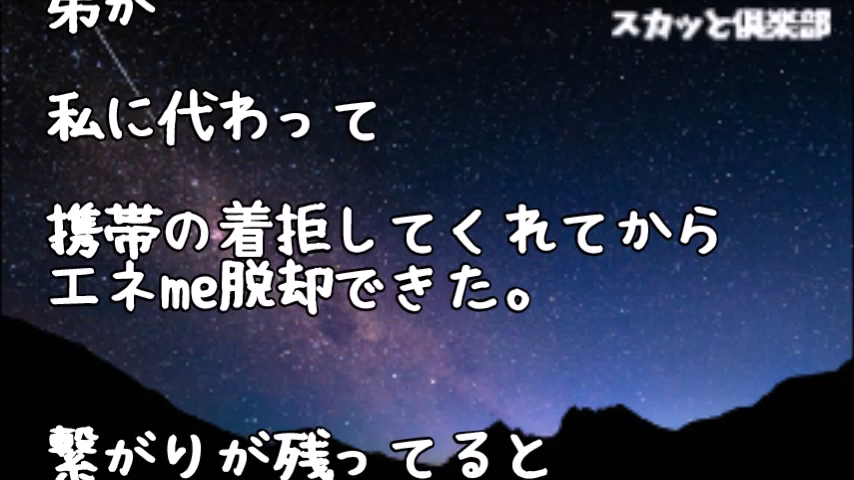 スカッと倶楽部
弟が
私に代わって
携帯の着拒してくれてから
エネme脱却できた。
繋がりが残ってると